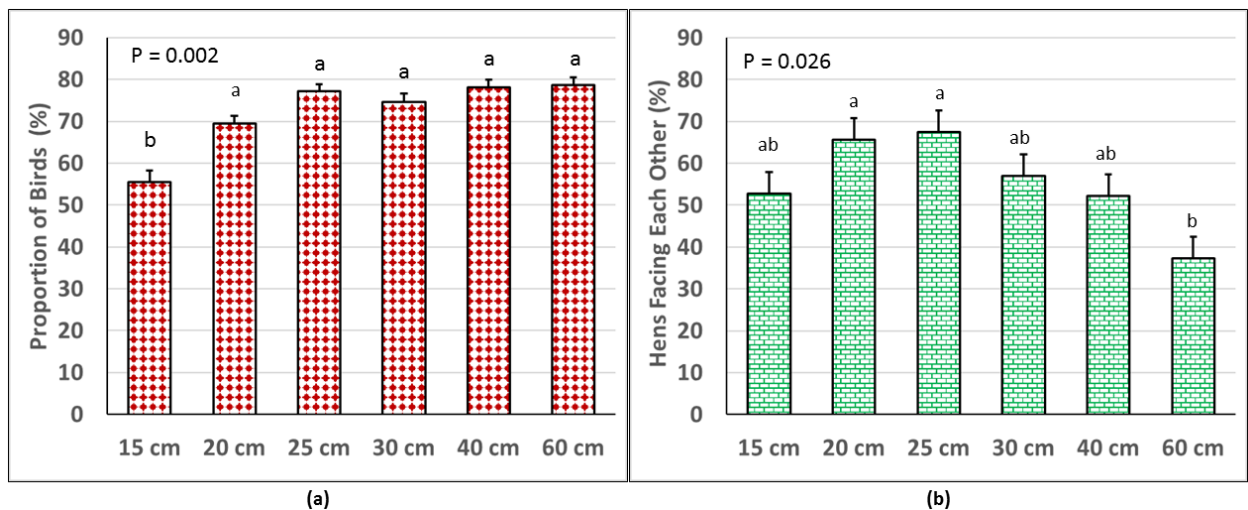 Proportion of Birds (%)
90
80
70
60
50
40
30
20
10
0
P = 0.002
b
a
a
a
a
a
15 cm 20 cm 25 cm 30 cm 40 cm 60 cm
(a)
Hens Facing Each Other (%)
90
80
70
60
50
40
30
20
10
0
P = 0.026
ab
a
a
ab
ab
b
15 cm 20 cm 25 cm 30 cm 40 cm 60 cm
(b)